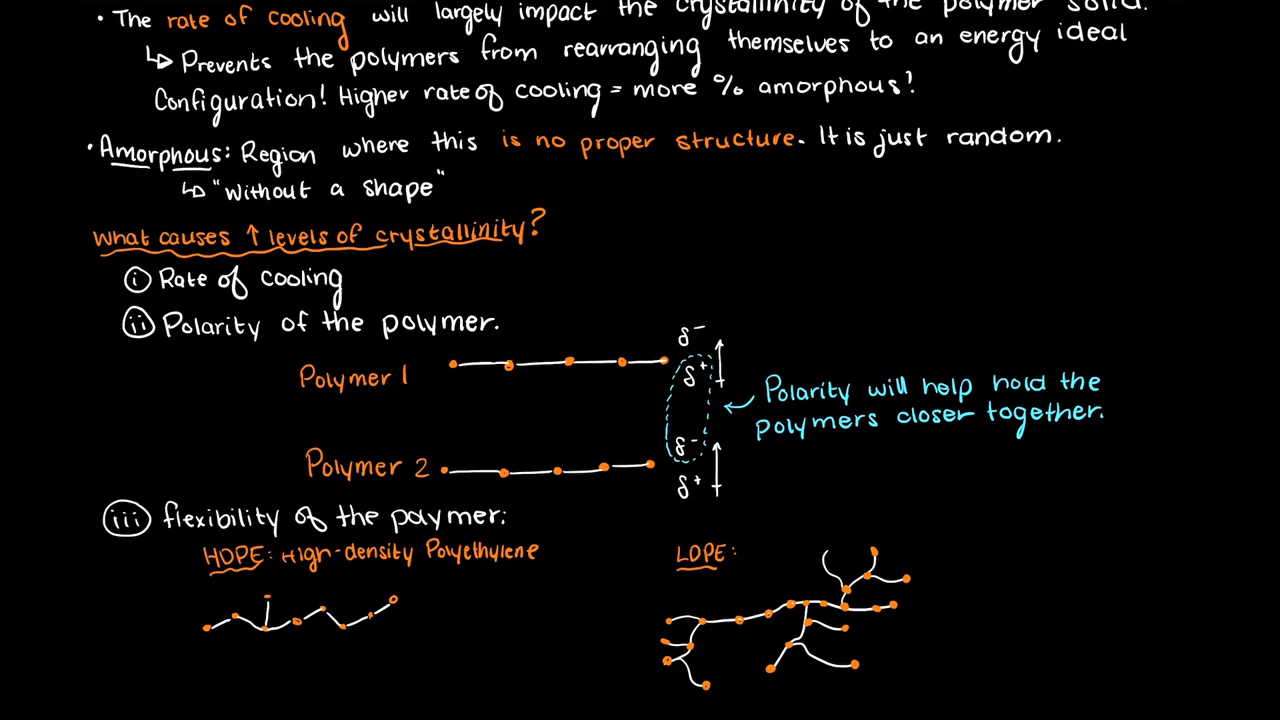 • The rate of cooling will largely impact the crystallinity of the polymer solid.
↳ Prevents the polymers from rearranging themselves to an energy ideal
Configuration! Higher rate of cooling = more % amorphous!
• Amorphous: Region where this is no proper structure. It is just random.
↳ "without a shape"
What causes ↑ levels of crystallinity?
(i) Rate of cooling
(ii) Polarity of the polymer.
δ⁻
Polymer 1
δ⁺
Polarity will help hold the
polymers closer together.
δ⁻
Polymer 2
δ⁺
(iii) flexibility of the polymer:
HDPE: High-density Polyethylene
LDPE: